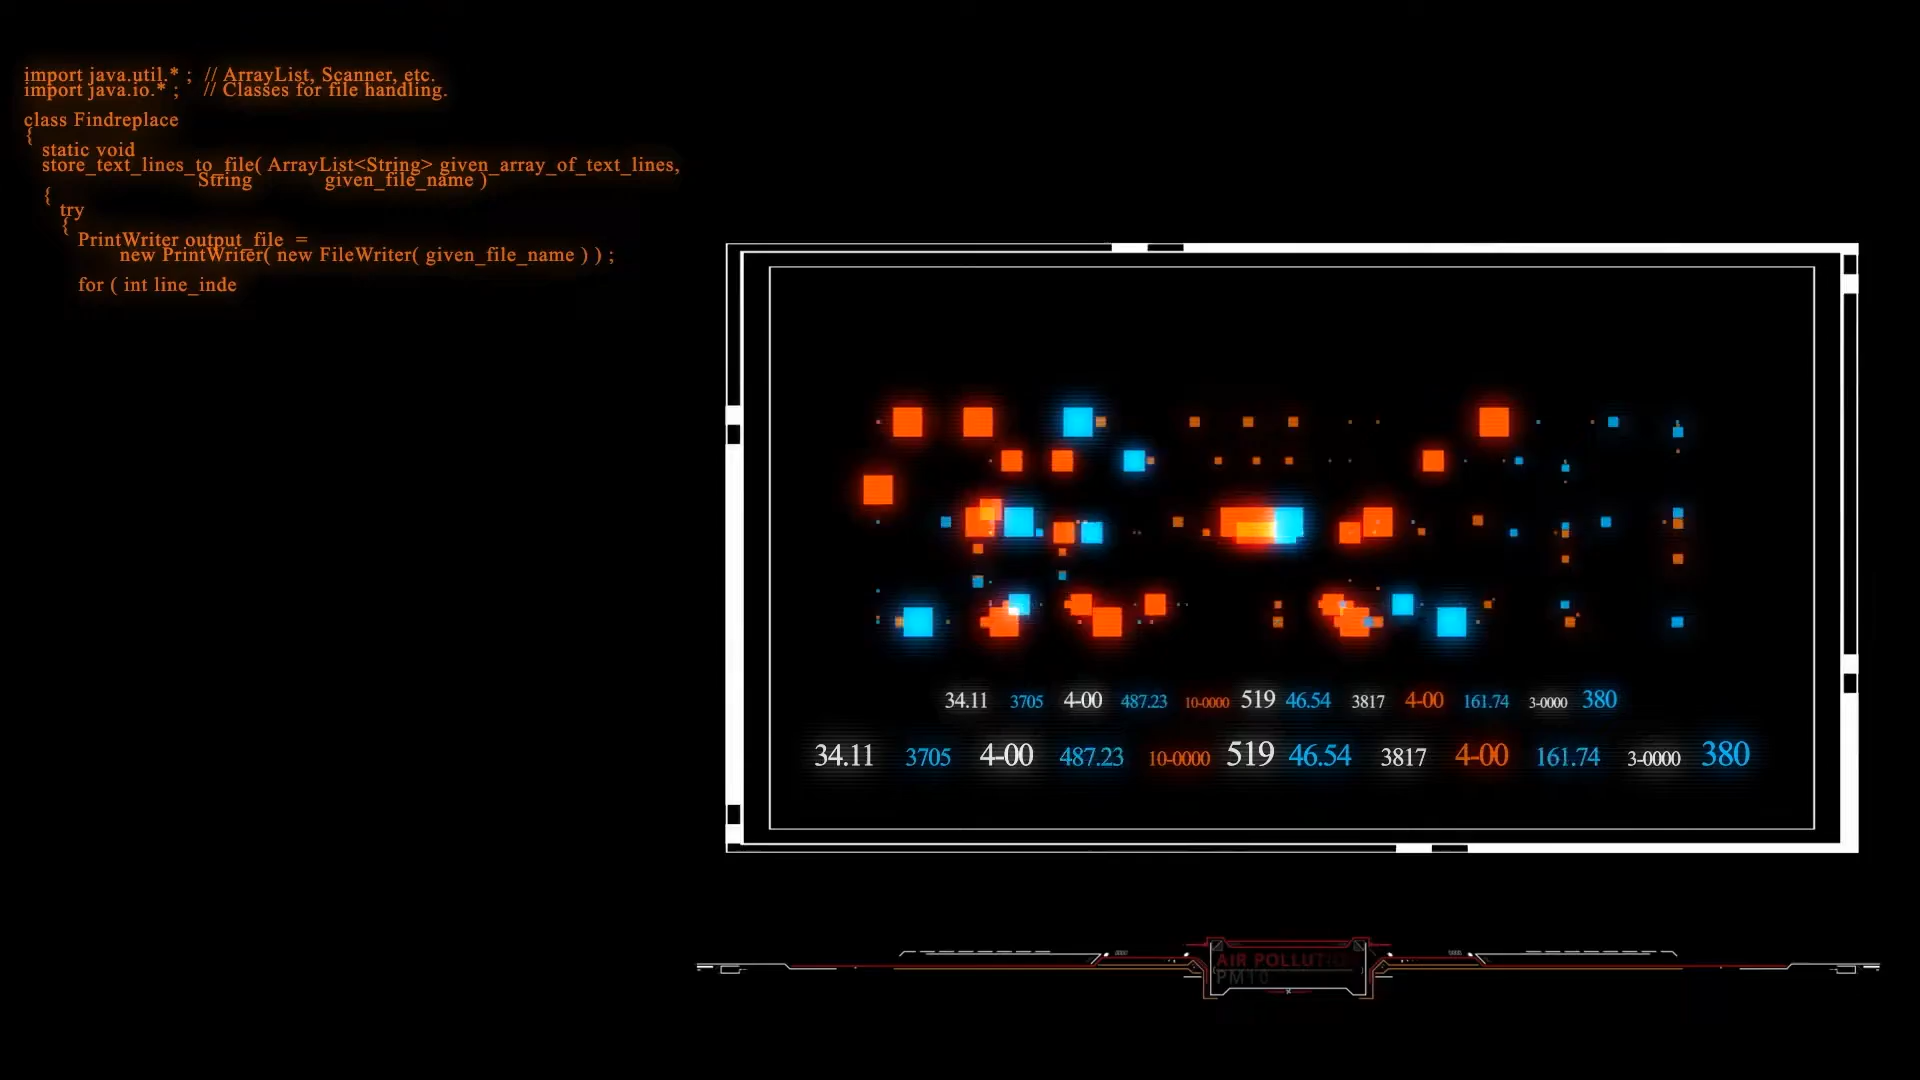 import java.util.* ;  // ArrayList, Scanner, etc.
import java.io.* ;  // Classes for file handling.
class Findreplace
{
static void
store_text_lines_to_file( ArrayList<String> given_array_of_text_lines,
String given_file_name )
{
try
{
PrintWriter output_file =
new PrintWriter( new FileWriter( given_file_name ) ) ;
for ( int line_inde
34.11 3705 4-00 487.23 10-0000 519 46.54 3817 4-00 161.74 3-0000 380
34.11 3705 4-00 487.23 10-0000 519 46.54 3817 4-00 161.74 3-0000 380
AIR POLLUTIO
PM10